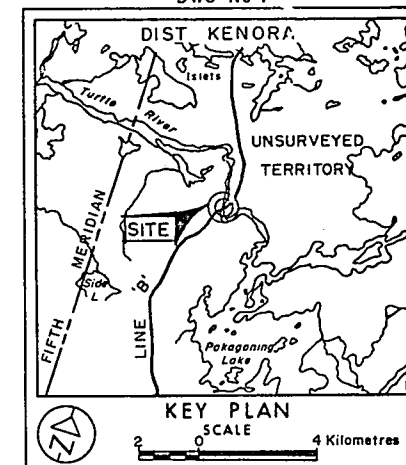 DIST KENORA
Islets
Turtle River
UNSURVEYED
TERRITORY
FIFTH MERIDIAN
SITE
Side
L
LINE 'B'
Pakagoning
Lake
KEY PLAN
SCALE
2 0 4 Kilometres
N